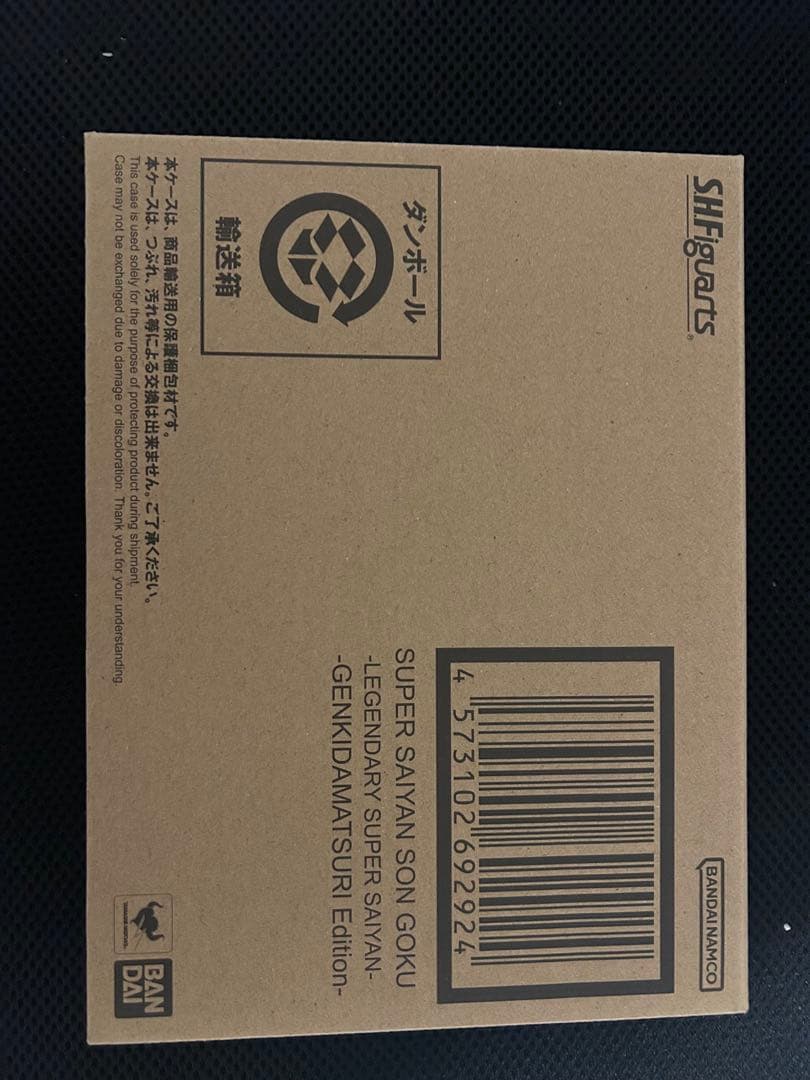 S.H.Figuarts
®
ダンボール
輸送箱
本ケースは、商品輸送用の保護梱包材です。
本ケースは、つぶれ、汚れ等による交換は出来ません。ご了承ください。
This case is used solely for the purpose of protecting product during shipment.
Case may not be exchanged due to damage or discoloration. Thank you for your understanding.
BANDAI NAMCO
4 573102 692924
SUPER SAIYAN SON GOKU
-LEGENDARY SUPER SAIYAN-
-GENKIDAMATSURI Edition-
BAN
DAI